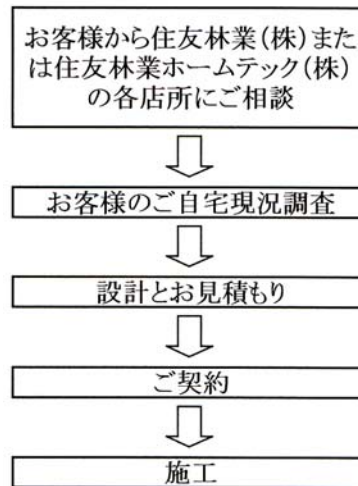 お客様から住友林業(株)また
は住友林業ホームテック(株)
の各店所にご相談
お客様のご自宅現況調査
設計とお見積もり
ご契約
施工